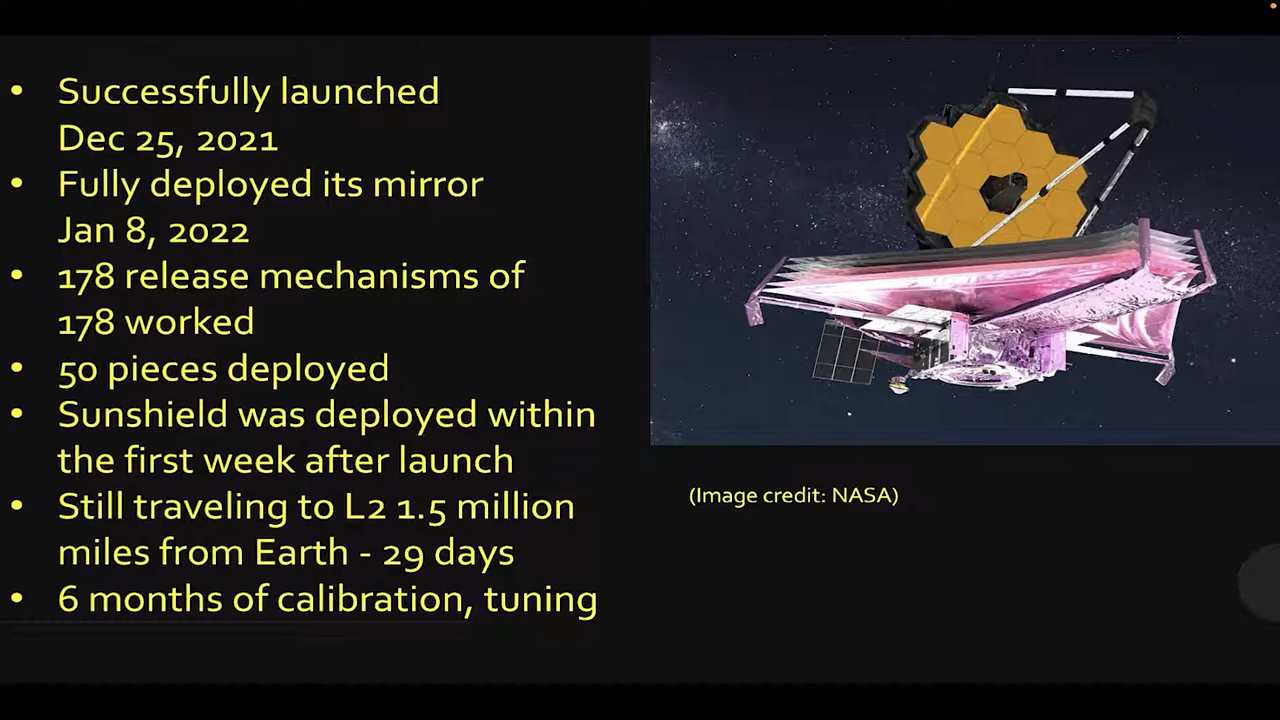 • Successfully launched
Dec 25, 2021
• Fully deployed its mirror
Jan 8, 2022
• 178 release mechanisms of
178 worked
• 50 pieces deployed
• Sunshield was deployed within
the first week after launch
• Still traveling to L2 1.5 million
miles from Earth - 29 days
• 6 months of calibration, tuning
(Image credit: NASA)